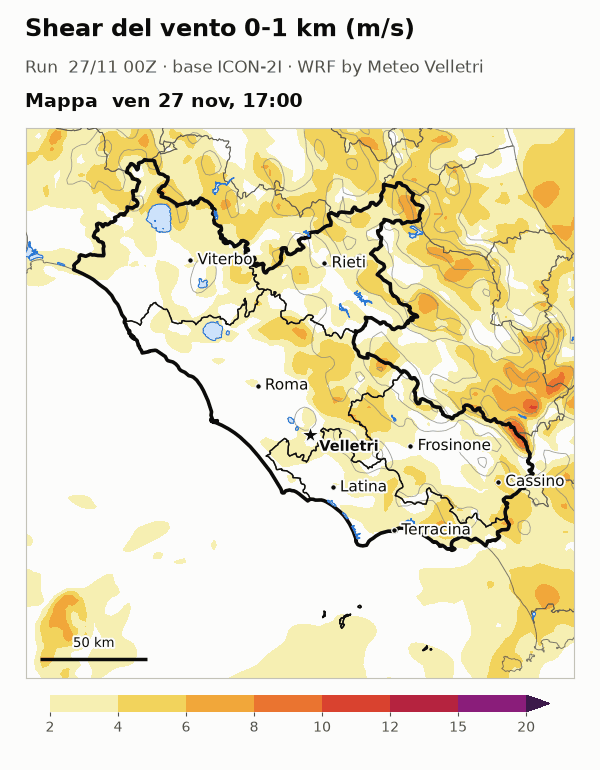 Shear del vento 0-1 km (m/s)
Run  27/11 00Z · base ICON-2I · WRF by Meteo Velletri
Mappa  ven 27 nov, 17:00
Viterbo
Rieti
Roma
Velletri
Frosinone
Cassino
Latina
Terracina
50 km
2 4 6 8 10 12 15 20